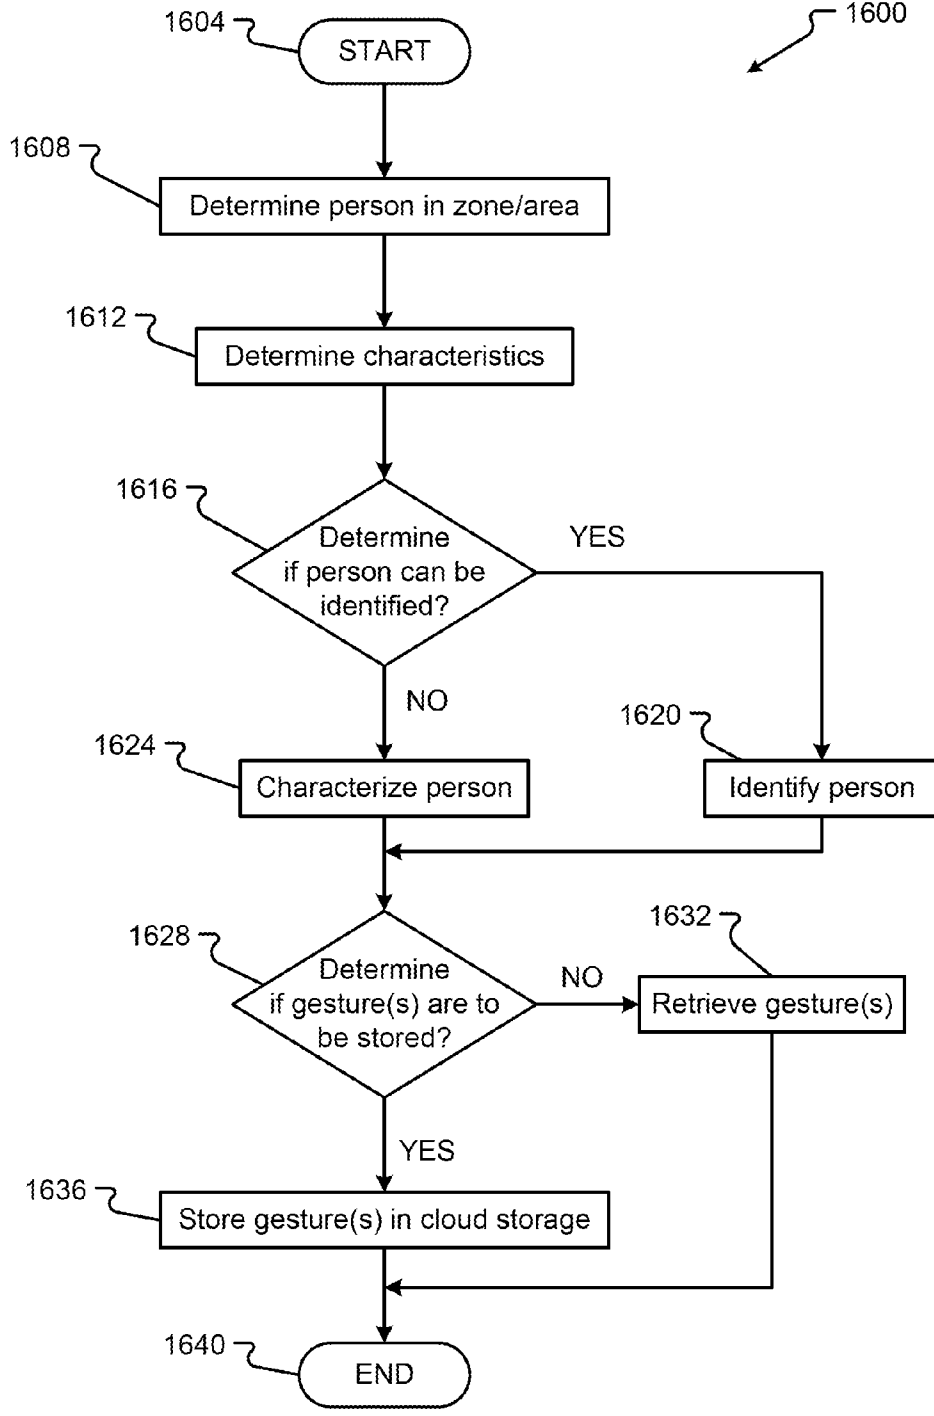 1604
START
1600
1608
Determine person in zone/area
1612
Determine characteristics
1616
Determine
if person can be
identified?
YES
NO
1624
Characterize person
1620
Identify person
1628
Determine
if gesture(s) are to
be stored?
NO
1632
Retrieve gesture(s)
YES
1636
Store gesture(s) in cloud storage
1640
END